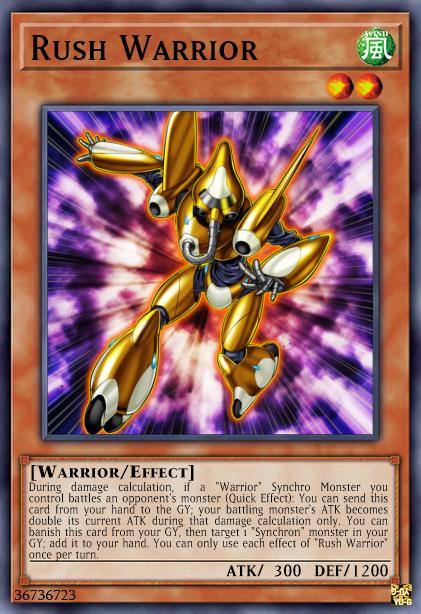 RUSH WARRIOR
WIND
風
[WARRIOR/EFFECT]
During damage calculation, if a "Warrior" Synchro Monster you
control battles an opponent's monster (Quick Effect): You can send
this card from your hand to the GY; your battling monster's ATK becomes
double its current ATK during that damage calculation only. You can
banish this card from your GY, then target 1 "Synchron" monster in your
GY; add it to your hand. You can only use each effect of "Rush Warrior"
once per turn.
ATK/ 300 DEF/1200
36736723